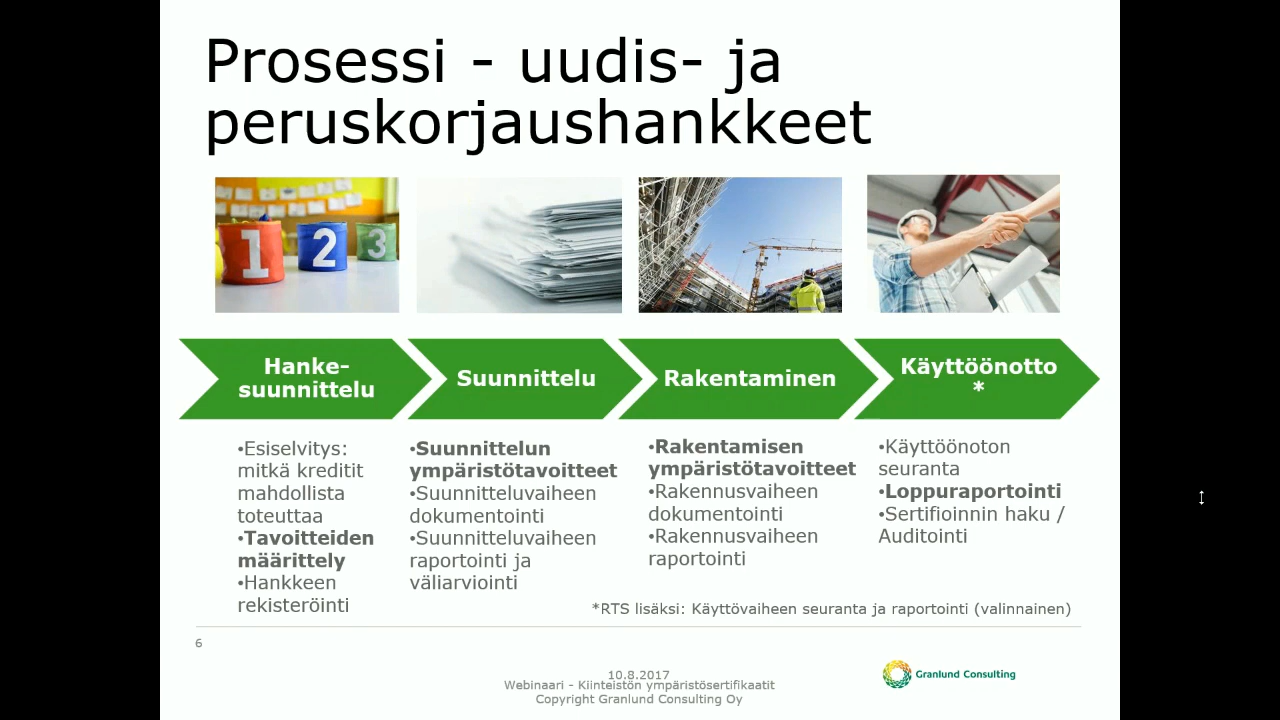 Prosessi - uudis- ja
peruskorjaushankkeet
1 2 3
Hanke-
suunnittelu
Suunnittelu
Rakentaminen
Käyttöönotto
*
•Esiselvitys:
mitkä kreditit
mahdollista
toteuttaa
•Tavoitteiden
määrittely
•Hankkeen
rekisteröinti
•Suunnittelun
ympäristötavoitteet
•Suunnitteluvaiheen
dokumentointi
•Suunnitteluvaiheen
raportointi ja
väliarviointi
•Rakentamisen
ympäristötavoitteet
•Rakennusvaiheen
dokumentointi
•Rakennusvaiheen
raportointi
•Käyttöönoton
seuranta
•Loppuraportointi
•Sertifioinnin haku /
Auditointi
*RTS lisäksi: Käyttövaiheen seuranta ja raportointi (valinnainen)
6
10.8.2017
Webinaari - Kiinteistön ympäristösertifikaatit
Copyright Granlund Consulting Oy
Granlund Consulting